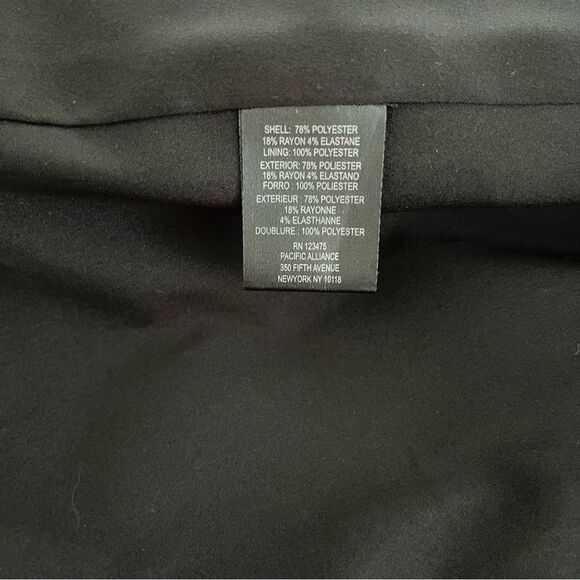 SHELL: 78% POLYESTER
18% RAYON 4% ELASTANE
LINING: 100% POLYESTER
EXTERIOR: 78% POLIESTER
18% RAYON 4% ELASTANO
FORRO : 100% POLIESTER
EXTERIEUR : 78% POLYESTER
18% RAYONNE
4% ELASTHANNE
DOUBLURE : 100% POLYESTER
RN 123475
PACIFIC ALLIANCE
350 FIFTH AVENUE
NEWYORK NY 10118